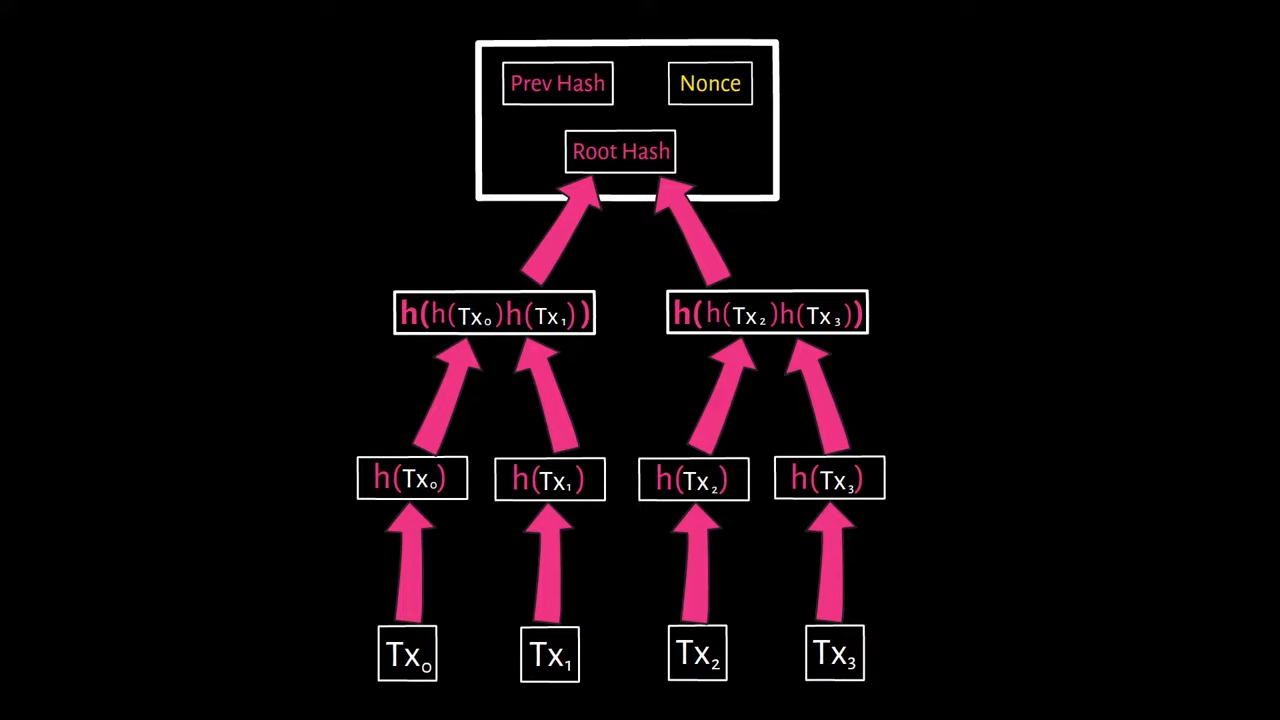 Prev Hash
Nonce
Root Hash
h(h(Tx₀)h(Tx₁))
h(h(Tx₂)h(Tx₃))
h(Tx₀)
h(Tx₁)
h(Tx₂)
h(Tx₃)
Tx₀
Tx₁
Tx₂
Tx₃